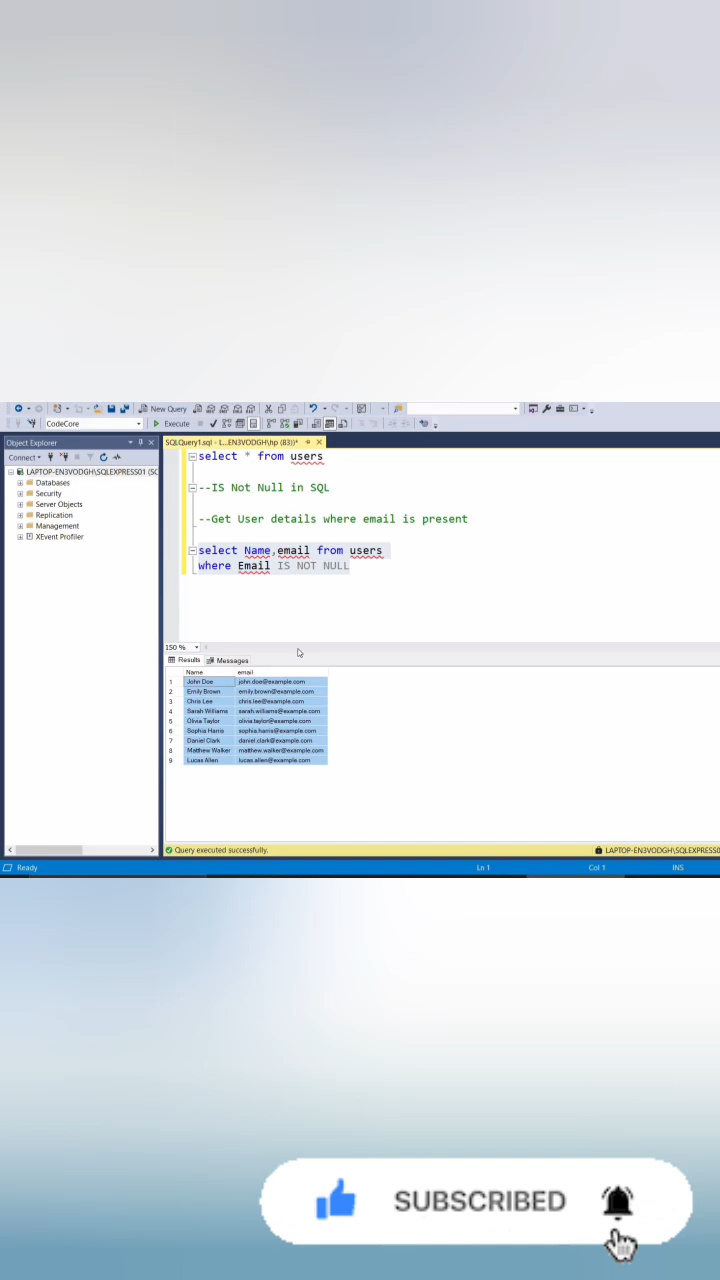 New Query
CodeCore
Execute
Object Explorer
SQLQuery1.sql - L...EN3VODGH\hp (83))*
Connect
LAPTOP-EN3VODGH\SQLEXPRESS01 (SC
Databases
Security
Server Objects
Replication
Management
XEvent Profiler
select * from users
--IS Not Null in SQL
--Get User details where email is present
select Name,email from users
where Email IS NOT NULL
150 %
Results Messages
Name email
1 John Doe john.doe@example.com
2 Emily Brown emily.brown@example.com
3 Chris Lee chris.lee@example.com
4 Sarah Williams sarah.williams@example.com
5 Olivia Taylor olivia.taylor@example.com
6 Sophia Harris sophia.harris@example.com
7 Daniel Clark daniel.clark@example.com
8 Matthew Walker matthew.walker@example.com
9 Lucas Allen lucas.allen@example.com
Query executed successfully.
LAPTOP-EN3VODGH\SQLEXPRESS0
Ready
Ln 1
Col 1
INS
SUBSCRIBED